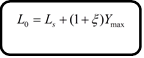 L₀ = Lₛ + (1 + ξ)Yₘₐₓ